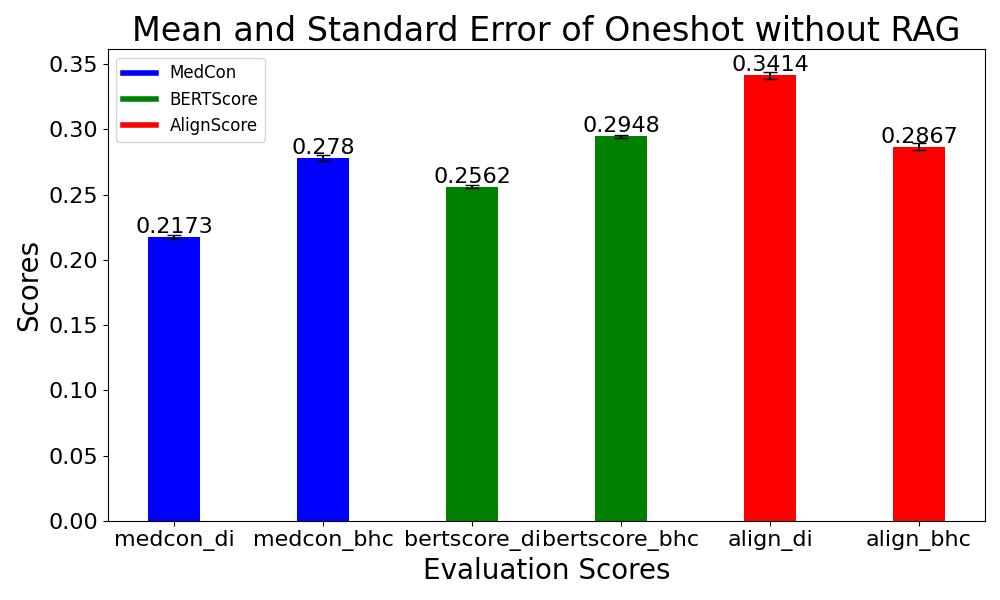 Mean and Standard Error of Oneshot without RAG
MedCon
BERTScore
AlignScore
0.35
0.30
0.25
0.20
0.15
0.10
0.05
0.00
Scores
0.2173
0.278
0.2562
0.2948
0.3414
0.2867
medcon_di
medcon_bhc
bertscore_di
bertscore_bhc
align_di
align_bhc
Evaluation Scores